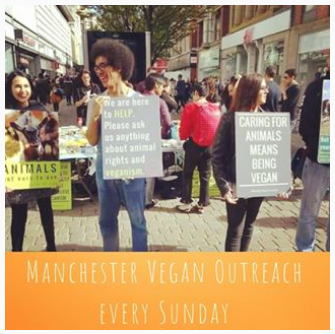 We are here
to HELP.
Please ask
us anything
about animal
rights and
veganism.
CARING FOR
ANIMALS
MEANS
BEING
VEGAN
ANIMALS
MANCHESTER VEGAN OUTREACH
EVERY SUNDAY